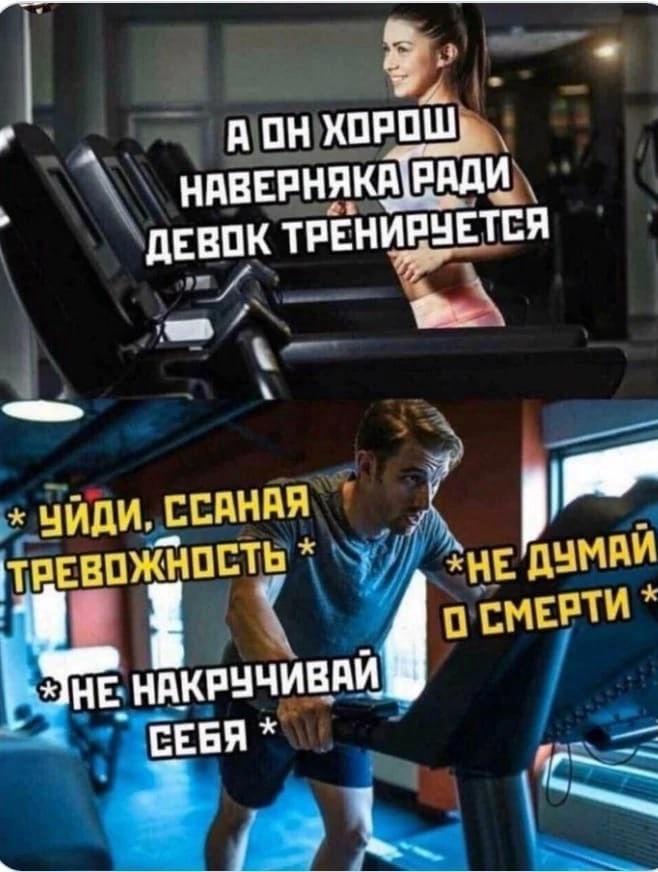 А ОН ХОРОШ
НАВЕРНЯКА РАДИ
ДЕВОК ТРЕНИРУЕТСЯ
* УЙДИ, ССАНАЯ
ТРЕВОЖНОСТЬ *
*НЕ ДУМАЙ
О СМЕРТИ *
* НЕ НАКРУЧИВАЙ
СЕБЯ *